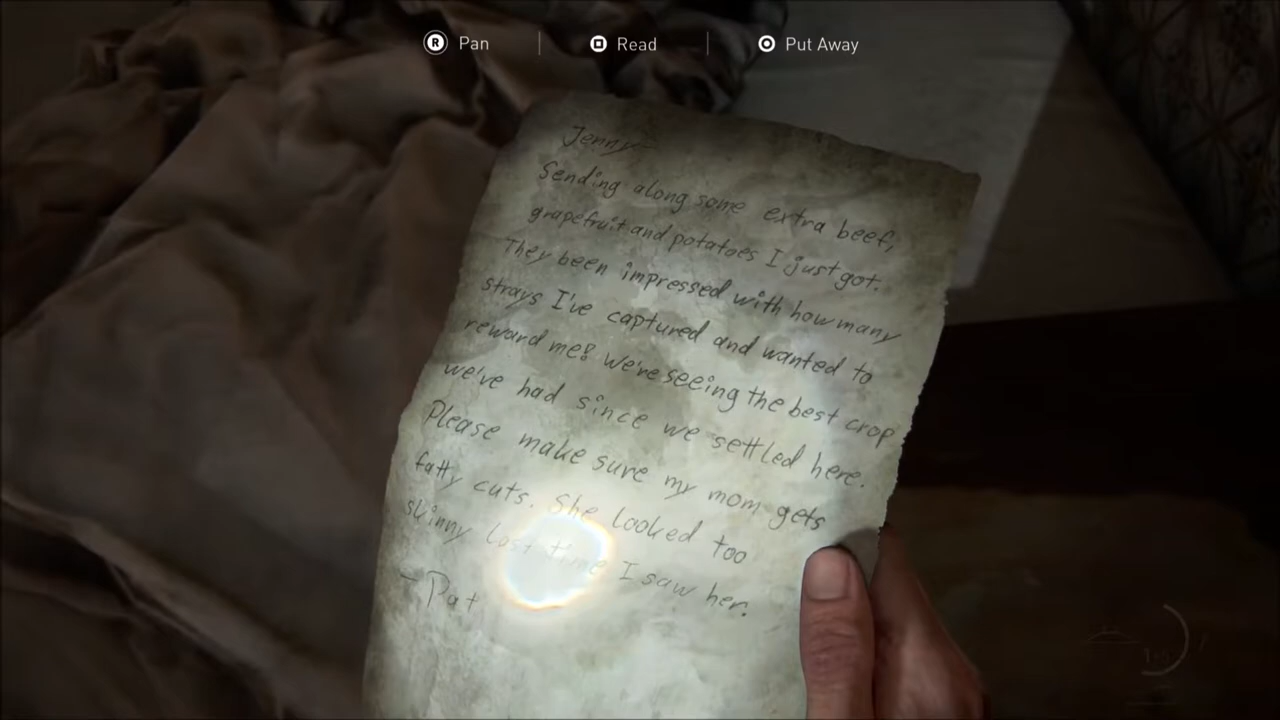 R Pan Read Put Away
Jenny-
Sending along some extra beef,
grapefruit and potatoes I just got.
They been impressed with how many
strays I've captured and wanted to
reward me! We're seeing the best crop
we've had since we settled here.
Please make sure my mom gets
fatty cuts. She looked too
skinny last time I saw her.
-Pat